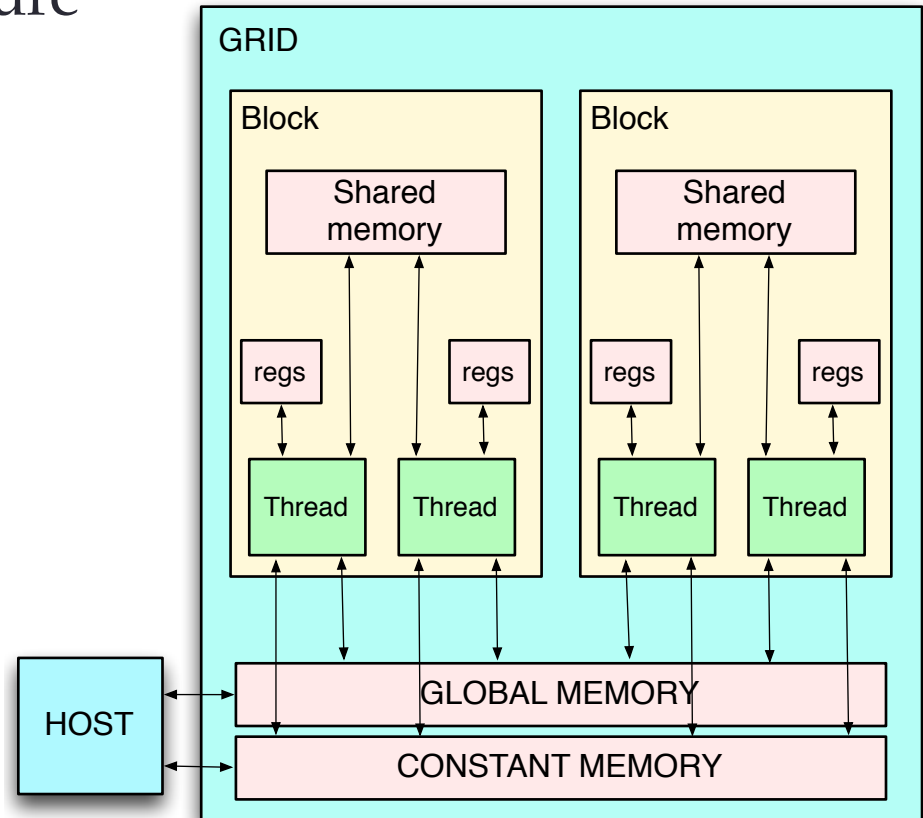 GRID
Block
Block
Shared
memory
Shared
memory
regs
regs
regs
regs
Thread
Thread
Thread
Thread
GLOBAL MEMORY
HOST
CONSTANT MEMORY